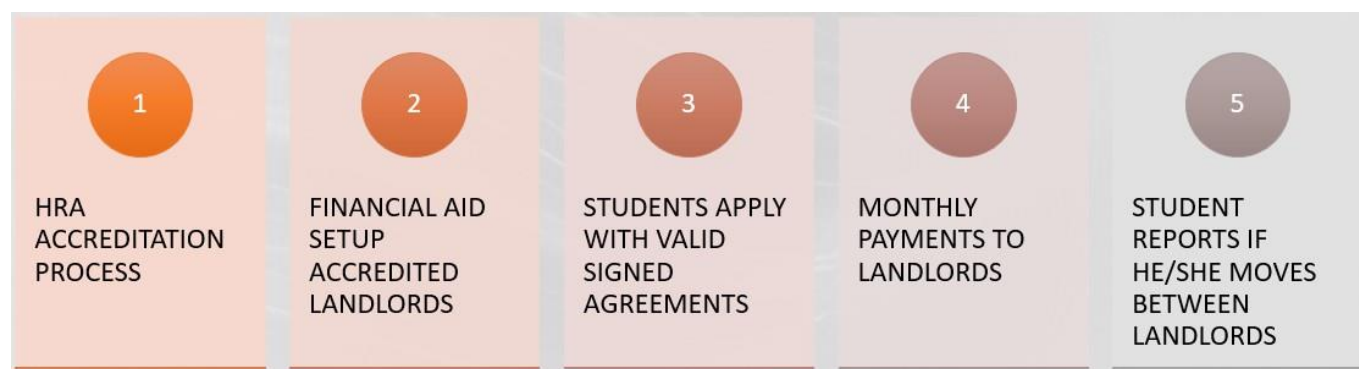 1
HRA
ACCREDITATION
PROCESS
2
FINANCIAL AID
SETUP
ACCREDITED
LANDLORDS
3
STUDENTS APPLY
WITH VALID
SIGNED
AGREEMENTS
4
MONTHLY
PAYMENTS TO
LANDLORDS
5
STUDENT
REPORTS IF
HE/SHE MOVES
BETWEEN
LANDLORDS